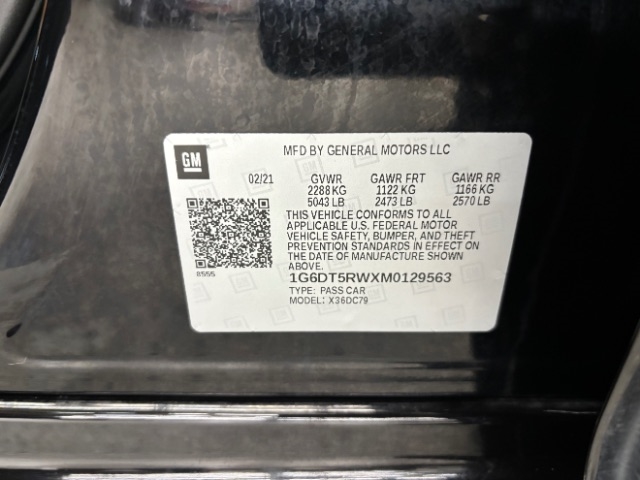 GM
MFD BY GENERAL MOTORS LLC
02/21 GVWR GAWR FRT GAWR RR
2288 KG 1122 KG 1166 KG
5043 LB 2473 LB 2570 LB
THIS VEHICLE CONFORMS TO ALL
APPLICABLE U.S. FEDERAL MOTOR
VEHICLE SAFETY, BUMPER, AND THEFT
PREVENTION STANDARDS IN EFFECT ON
THE DATE OF MANUFACTURE SHOWN ABOVE.
8555
1G6DT5RWXM0129563
TYPE: PASS CAR
MODEL: X36DC79